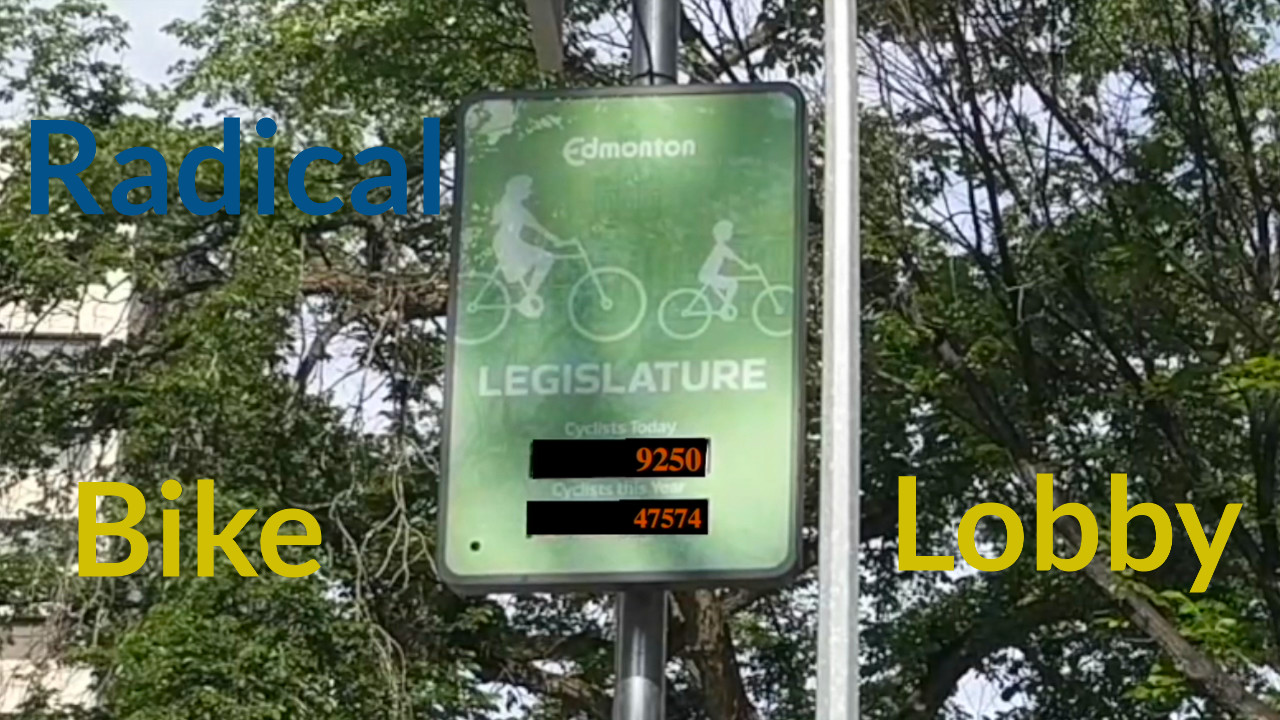 Radical
Edmonton
LEGISLATURE
Cyclists Today
9250
Cyclists this Year
47574
Bike
Lobby